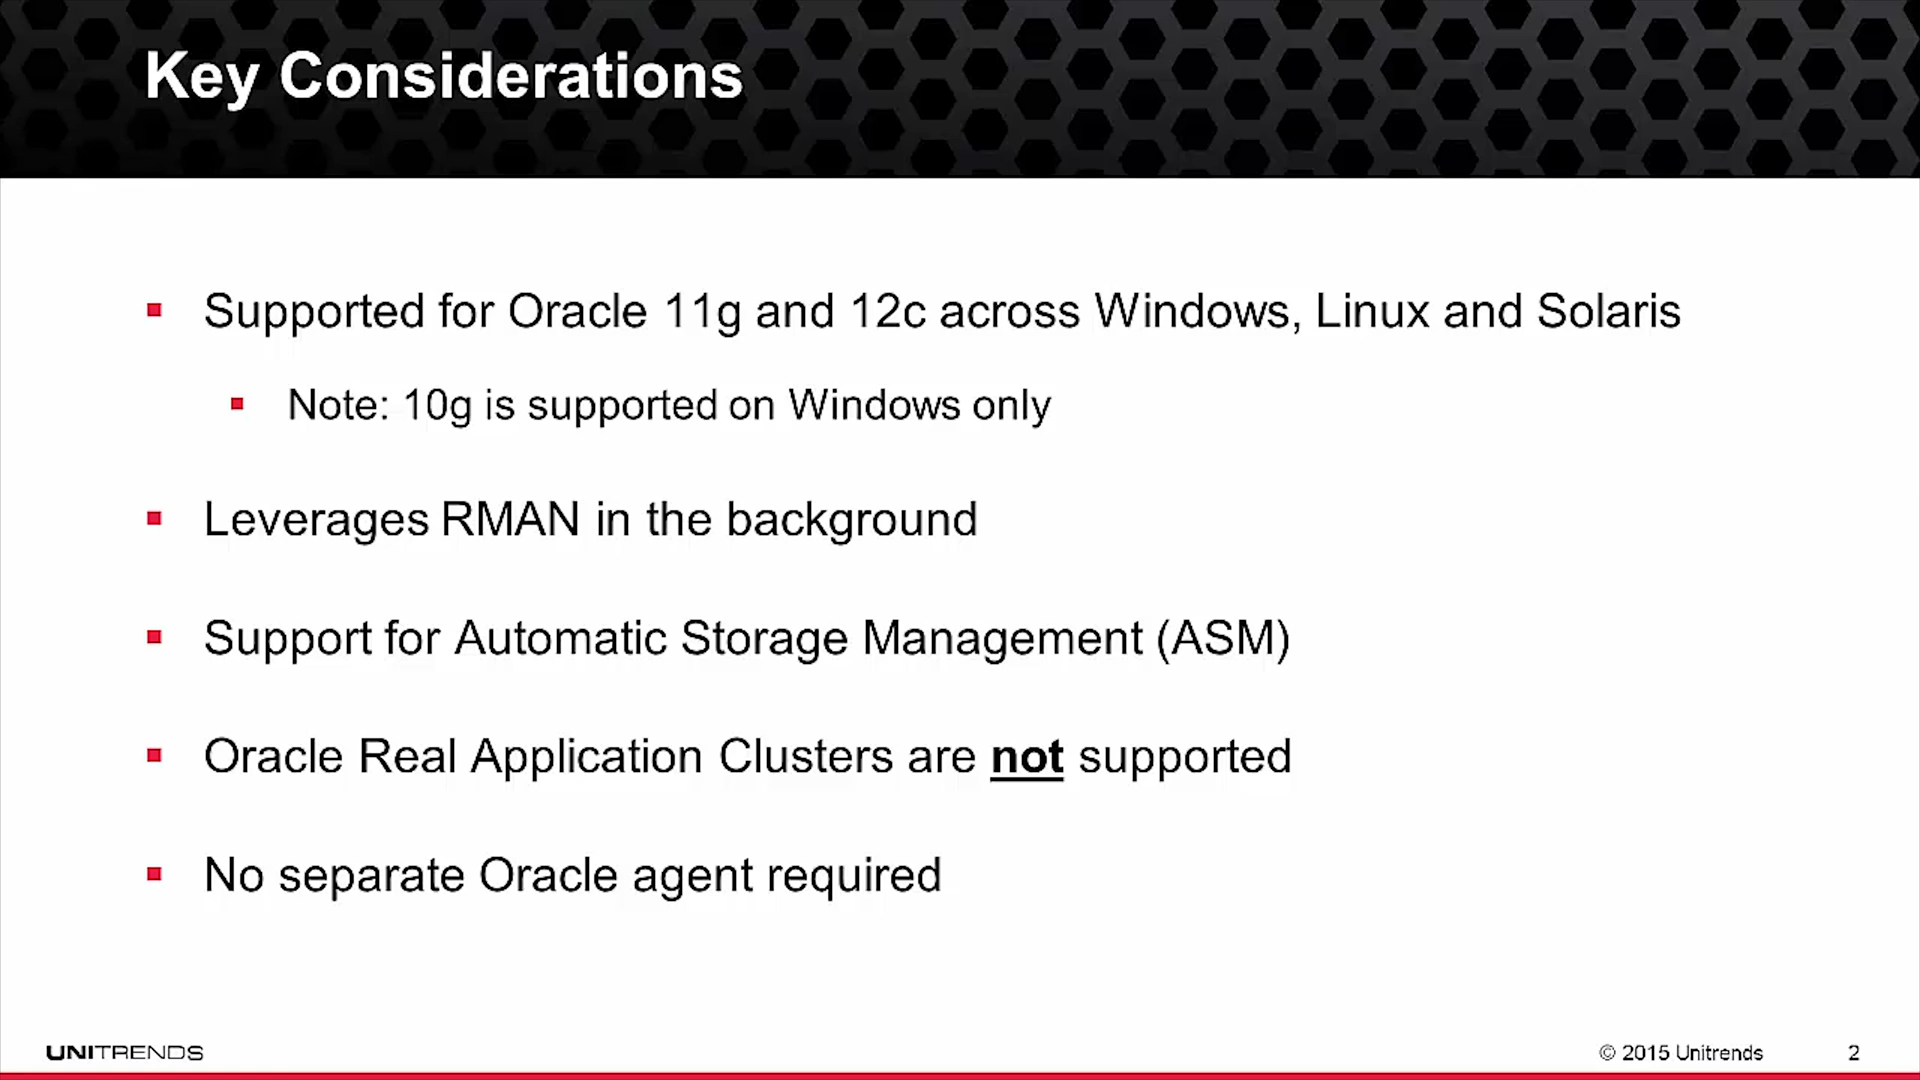 Key Considerations
Supported for Oracle 11g and 12c across Windows, Linux and Solaris
Note: 10g is supported on Windows only
Leverages RMAN in the background
Support for Automatic Storage Management (ASM)
Oracle Real Application Clusters are not supported
No separate Oracle agent required
UNITRENDS
© 2015 Unitrends
2